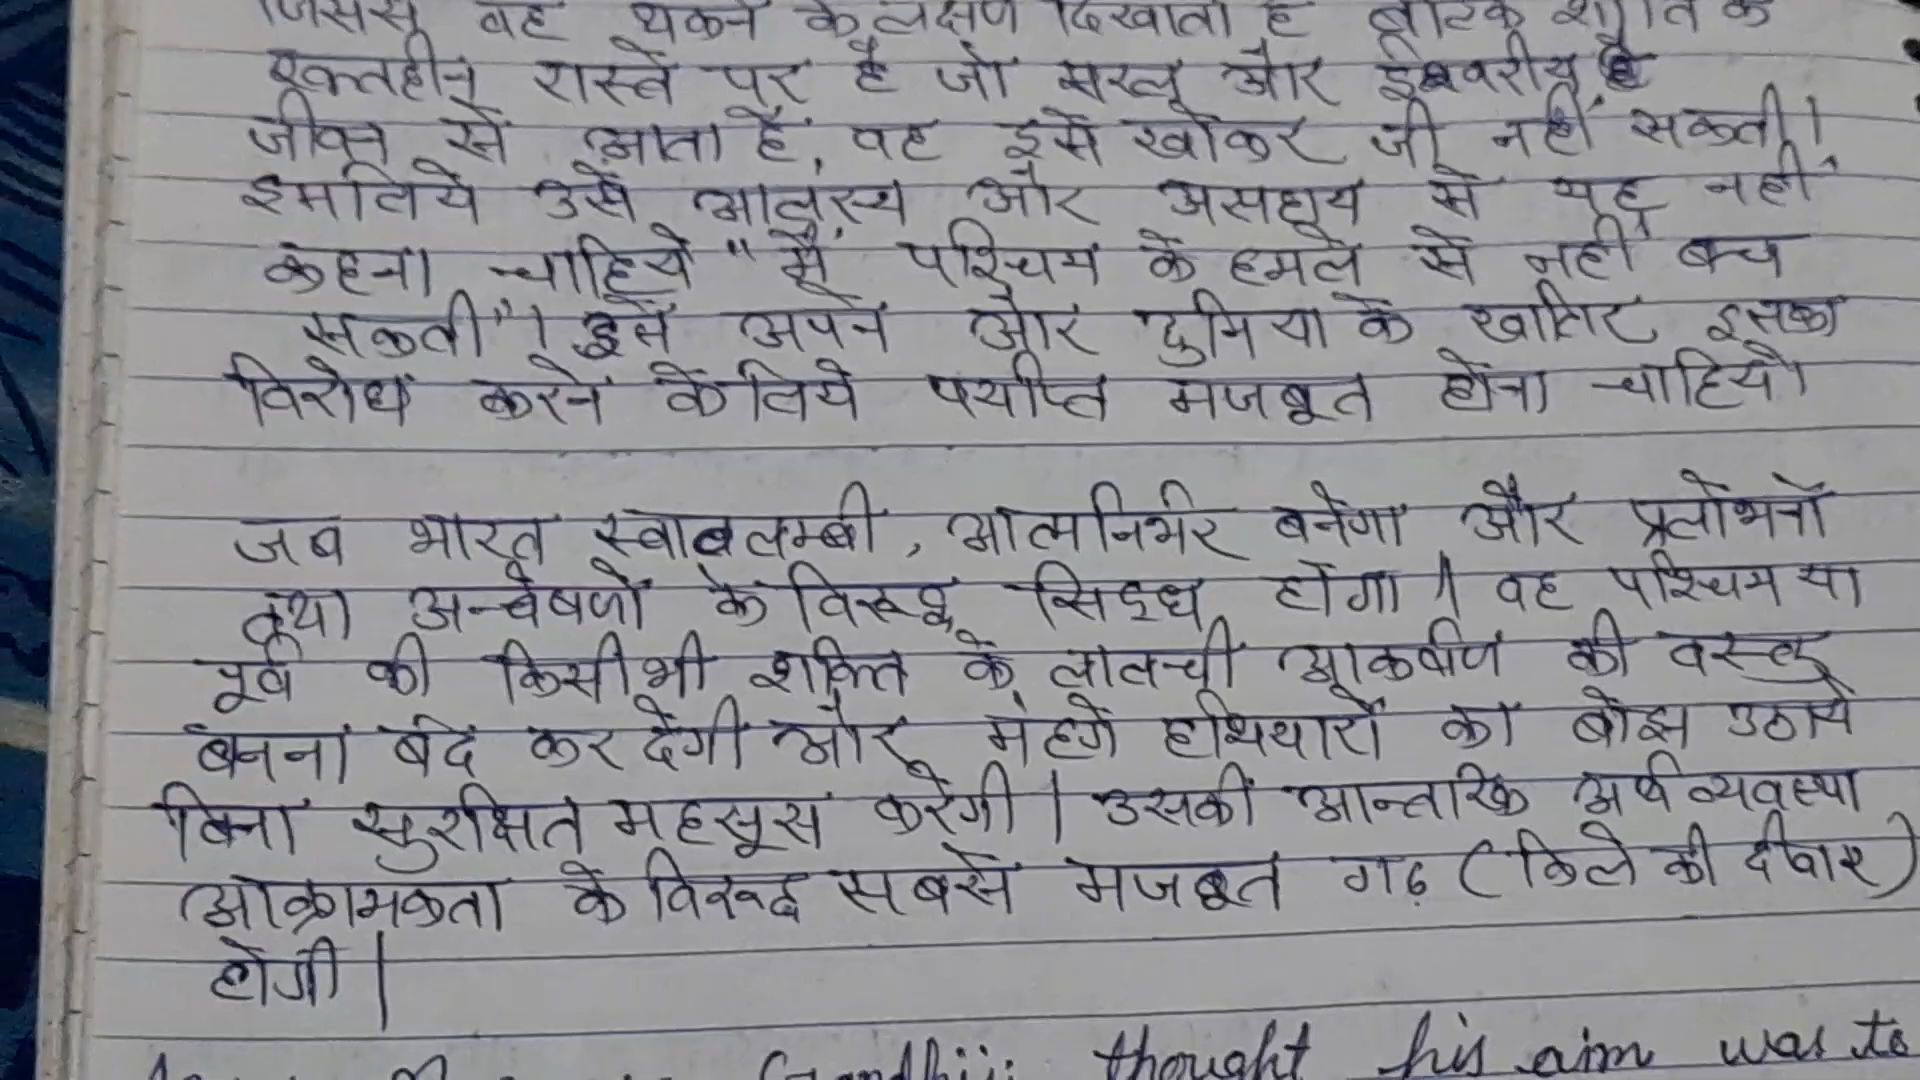 जिससे वह थकने के लक्षण दिखाता है बल्कि शान्ति के
रक्तहीन रास्ते पर है जो सरल और ईश्वरीय है
जीवन से आता है, वह इसे खोकर जी नहीं सकती।
इसलिये उसे आलस्य और असहाय से यह नहीं
कहना चाहिये "मैं पश्चिम के हमले से नहीं बच
सकती"। इसे अपने और दुनिया के खातिर इसका
विरोध करने के लिये पर्याप्त मजबूत होना चाहिये।
जब भारत स्वाबलम्बी, आत्मनिर्भर बनेगा और प्रलोभनों
तथा अन्वेषणों के विरूद्ध सिद्ध होगा। वह पश्चिम या
पूर्व की किसी भी शक्ति के लालची आकर्षण की वस्तु
बनना बंद कर देगी और मंहगे हथियारों का बोझ उठाये
बिना सुरक्षित महसूस करेगी। उसकी आन्तरिक अर्थव्यवस्था
आक्रामकता के विरूद्ध सबसे मजबूत गढ़ (किले की दीवार)
होगी।
Gandhiji: thought his aim was to